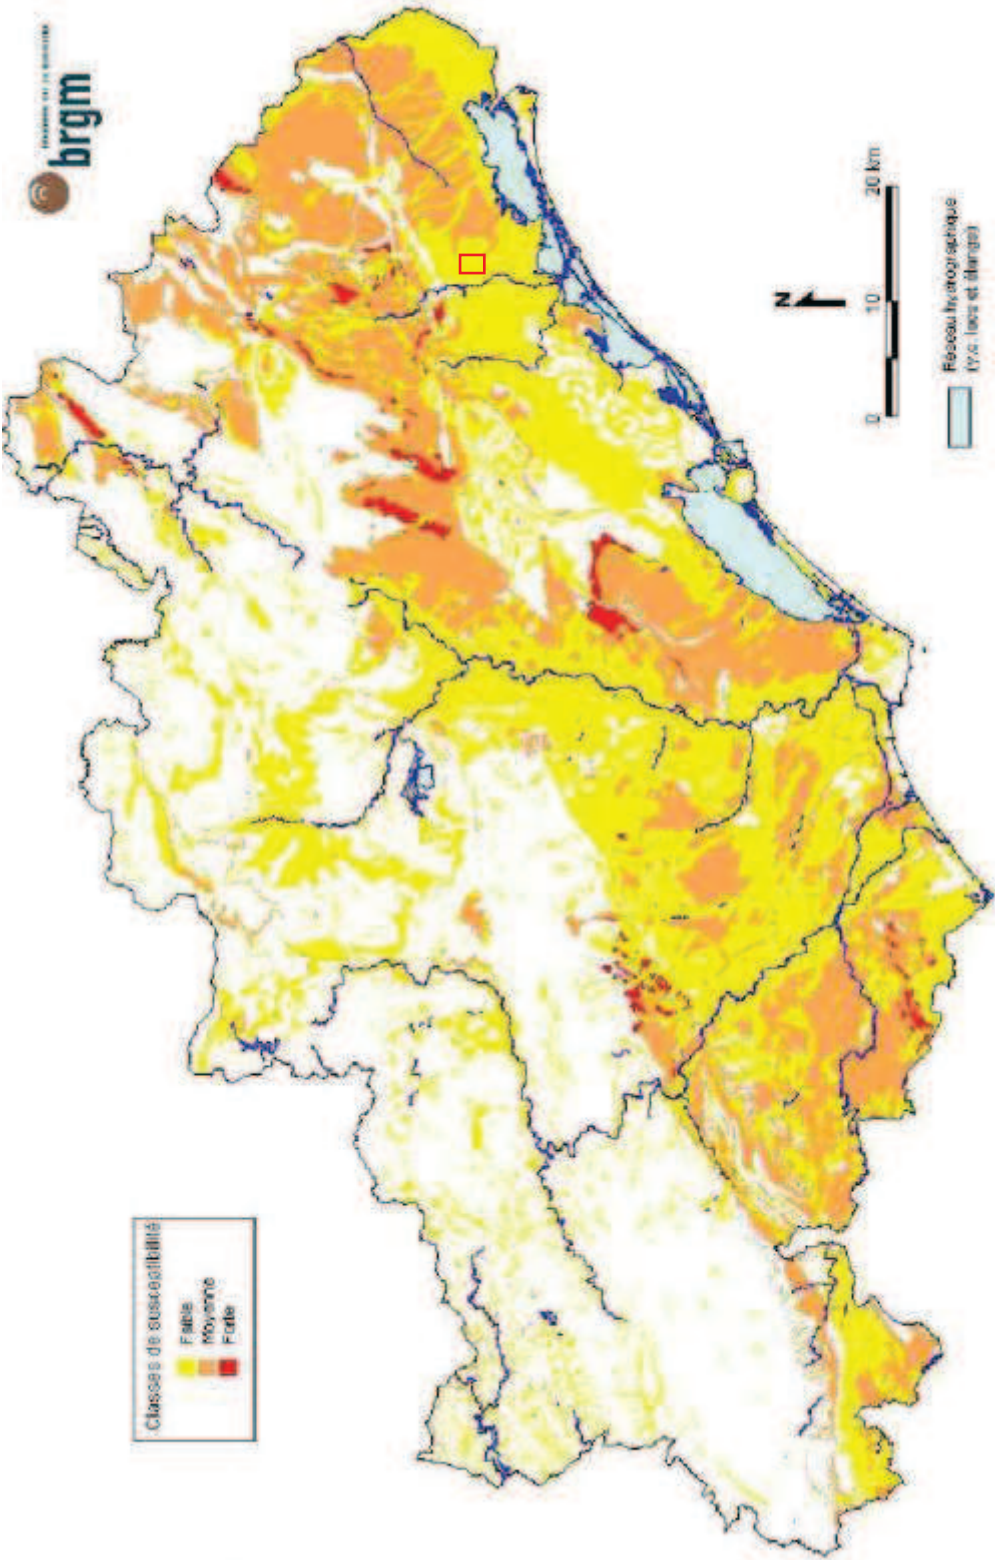 brgm
Classes de susceptibilité
Faible
Moyenne
Forte
N
0
10
20 km
Réseau hydrographique
(y.c. lacs et étangs)